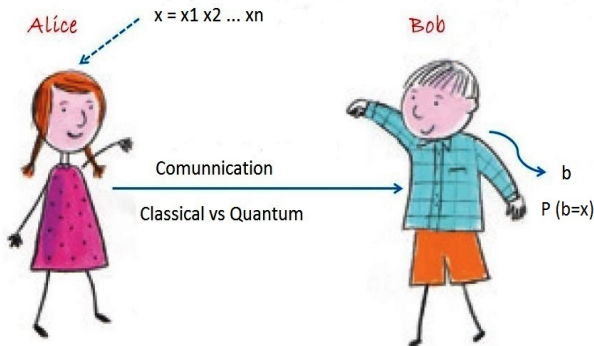 Alice
x = x1 x2 ... xn
Bob
Comunnication
Classical vs Quantum
b
P (b=x)